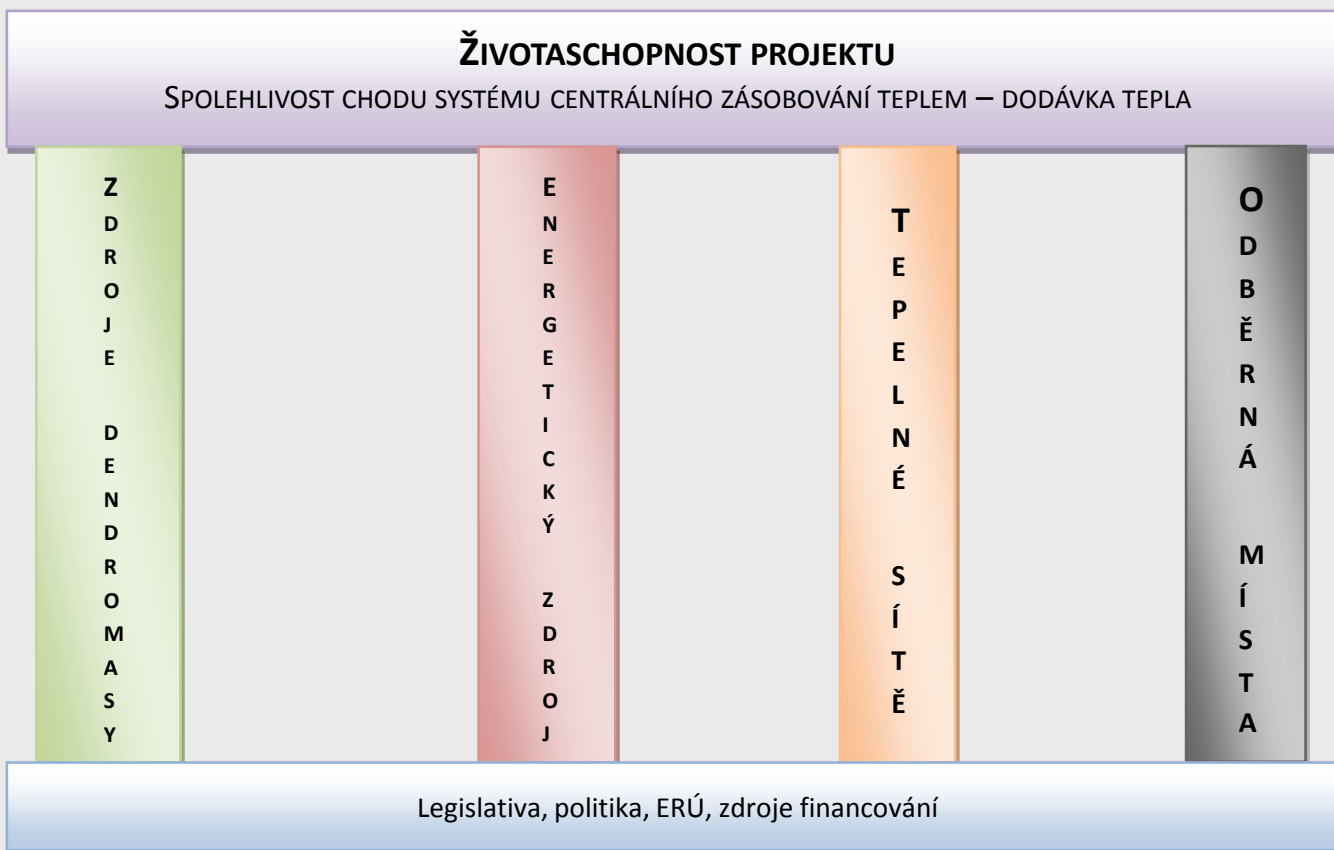 ŽIVOTASCHOPNOST PROJEKTU
SPOLEHLIVOST CHODU SYSTÉMU CENTRÁLNÍHO ZÁSOBOVÁNÍ TEPLEM – DODÁVKA TEPLA
ZDROJE DENDROMASY
ENERGETICKÝ ZDROJ
TEPELNÉ SÍTĚ
ODBĚRNÁ MÍSTA
Legislativa, politika, ERÚ, zdroje financování